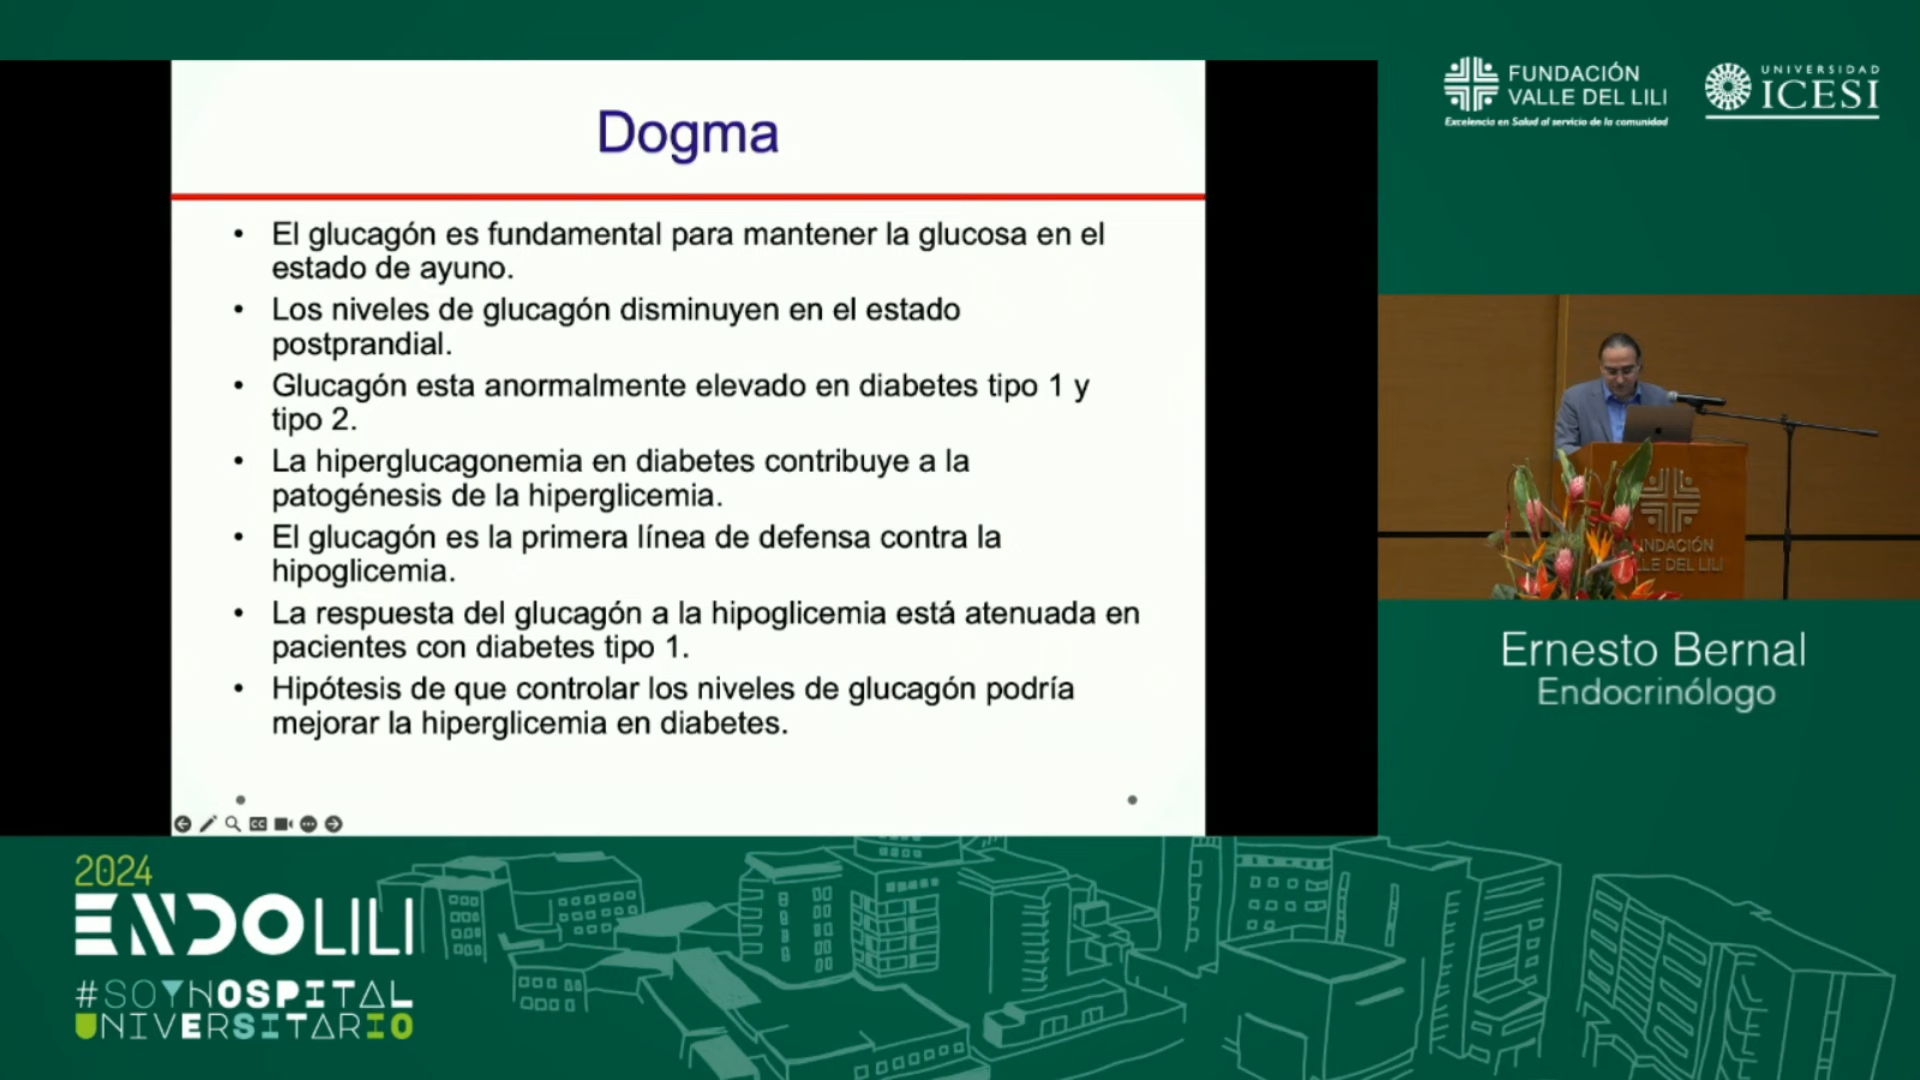 FUNDACIÓN
VALLE DEL LILI
Excelencia en Salud al servicio de la comunidad
UNIVERSIDAD
ICESI
Dogma
• El glucagón es fundamental para mantener la glucosa en el
estado de ayuno.
• Los niveles de glucagón disminuyen en el estado
postprandial.
• Glucagón esta anormalmente elevado en diabetes tipo 1 y
tipo 2.
• La hiperglucagonemia en diabetes contribuye a la
patogénesis de la hiperglicemia.
• El glucagón es la primera línea de defensa contra la
hipoglicemia.
• La respuesta del glucagón a la hipoglicemia está atenuada en
pacientes con diabetes tipo 1.
• Hipótesis de que controlar los niveles de glucagón podría
mejorar la hiperglicemia en diabetes.
CC
UNDACIÓN
LLE DEL LILI
Ernesto Bernal
Endocrinólogo
2024
ENDOLILI
#SOYHOSPITAL
UNIVERSITARIO